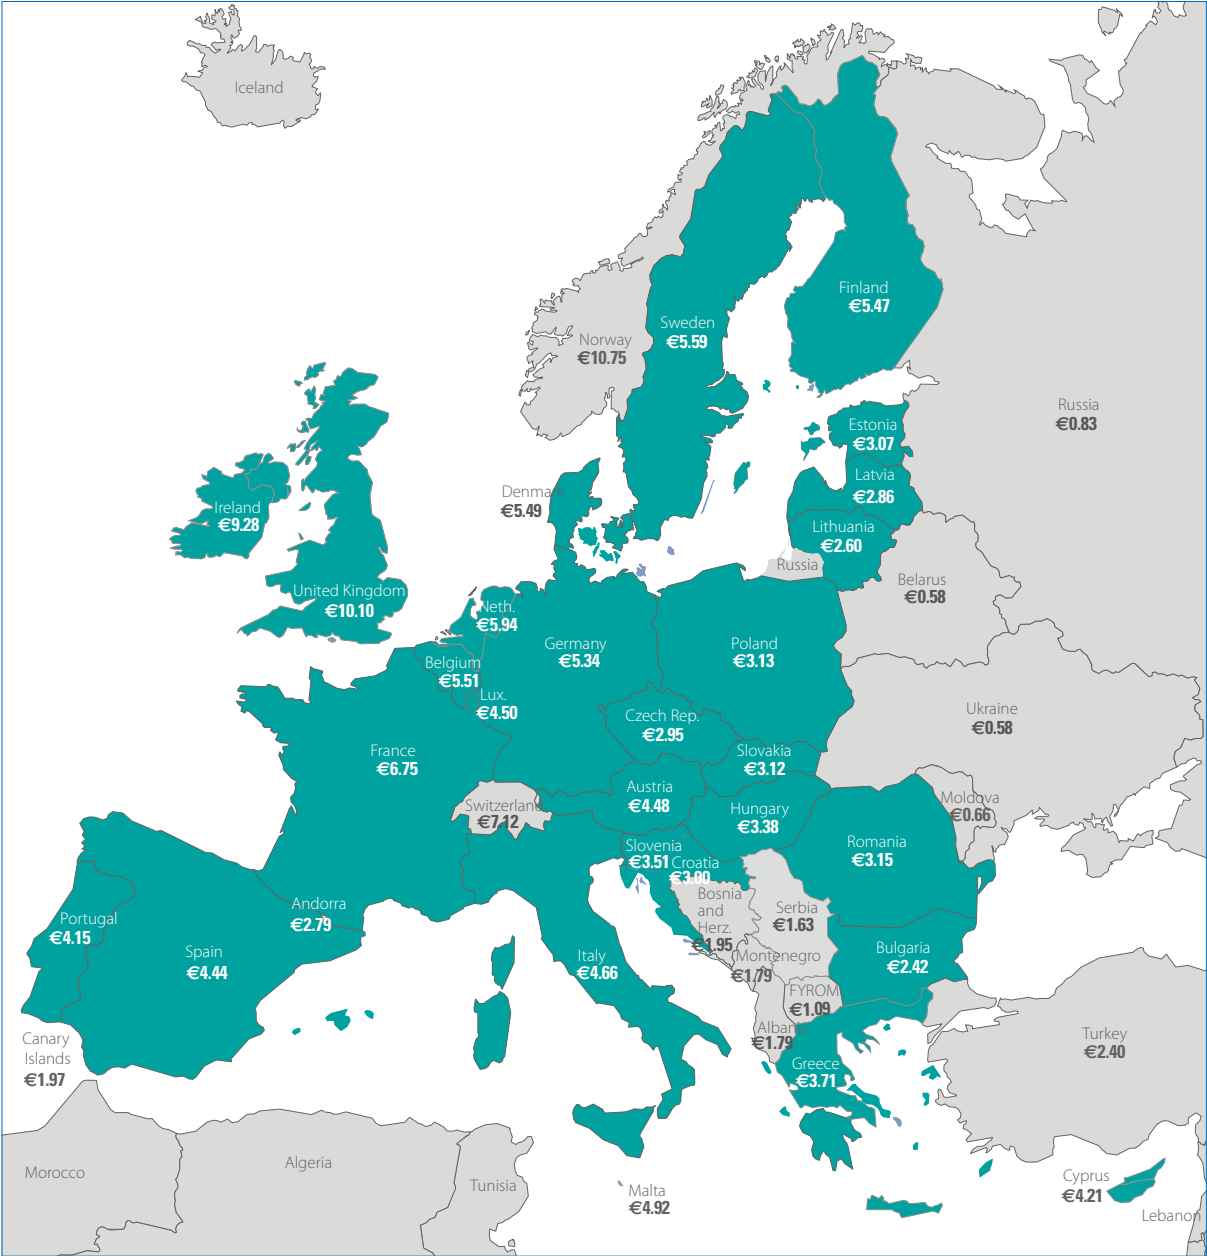 Iceland
Finland
€5.47
Sweden
€5.59
Norway
€10.75
Russia
€0.83
Estonia
€3.07
Latvia
€2.86
Denmark
€5.49
Ireland
€9.28
Lithuania
€2.60
Russia
Belarus
€0.58
United Kingdom
€10.10
Neth.
€5.94
Germany
€5.34
Poland
€3.13
Belgium
€5.51
Lux.
€4.50
Ukraine
€0.58
Czech Rep.
€2.95
France
€6.75
Slovakia
€3.12
Austria
€4.48
Switzerland
€7.12
Moldova
€0.66
Hungary
€3.38
Romania
€3.15
Slovenia
€3.51
Croatia
€3.00
Bosnia
and
Herz.
€1.95
Serbia
€1.63
Andorra
€2.79
Portugal
€4.15
Spain
€4.44
Italy
€4.66
Bulgaria
€2.42
Montenegro
€1.79
FYROM
€1.09
Albania
€1.79
Canary
Islands
€1.97
Turkey
€2.40
Greece
€3.71
Morocco
Algeria
Tunisia
Malta
€4.92
Cyprus
€4.21
Lebanon